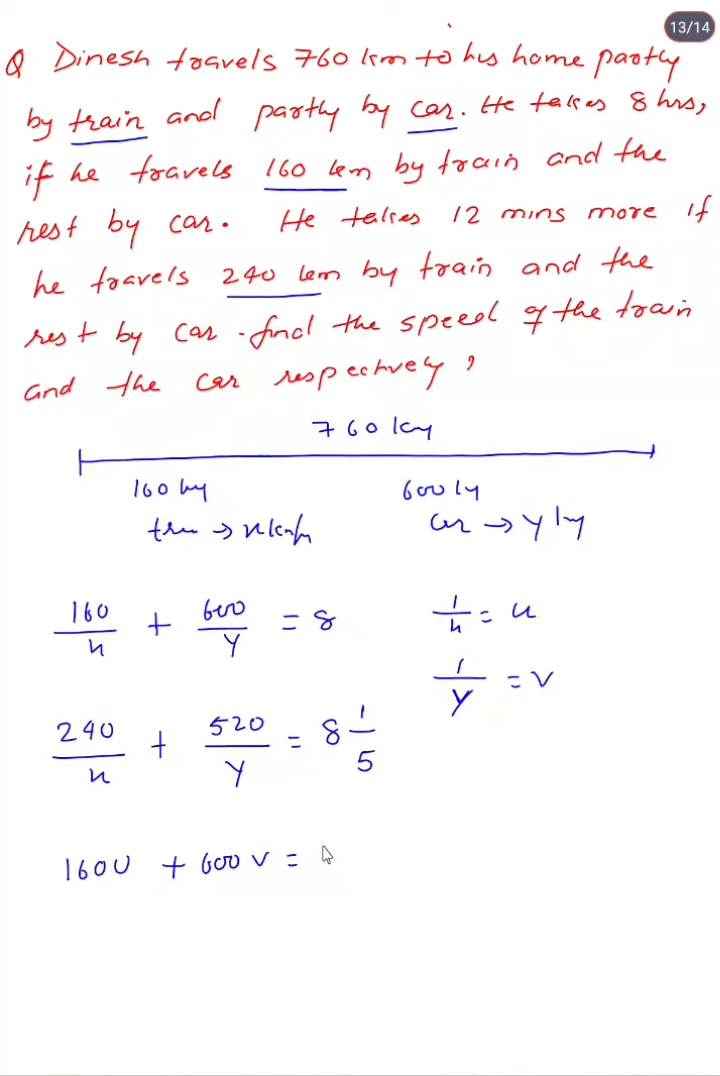 13/14
Q Dinesh travels 760 km to his home partly
by train and partly by car. He takes 8 hrs,
if he travels 160 km by train and the
rest by car. He takes 12 mins more if
he travels 240 km by train and the
rest by car. find the speed of the train
and the car respectively ?
760 km
160 km 600 km
train → x km/h car → y km
160/x + 600/y = 8 1/x = u
1/y = v
240/x + 520/y = 8 1/5
160u + 600v =